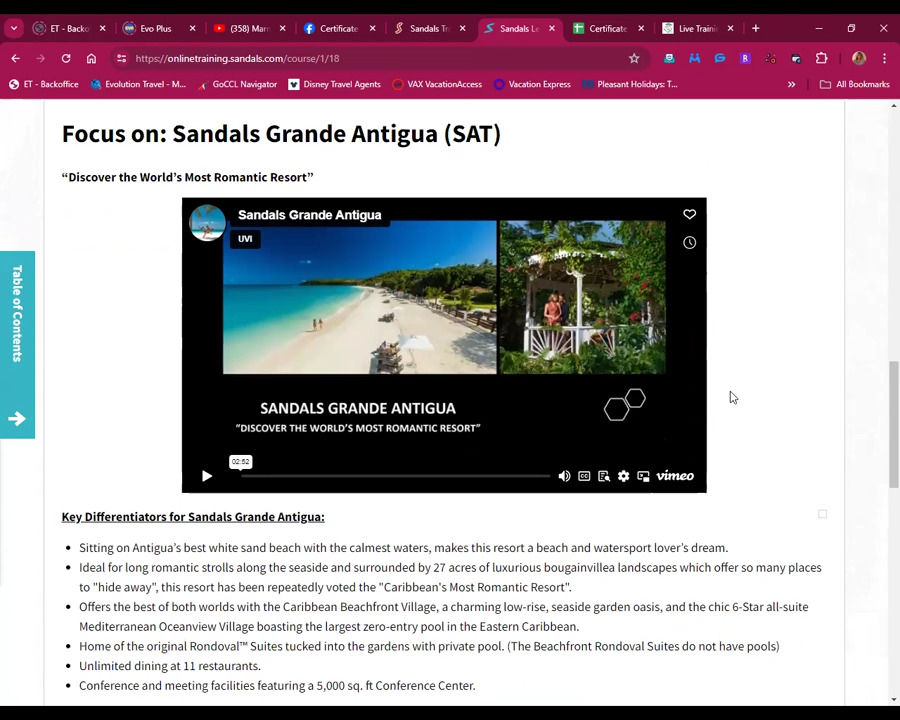 ET - Backo
Evo Plus
(358) Marr
Certificate
Sandals Tr
Sandals Le
Certificate
Live Traini
https://onlinetraining.sandals.com/course/1/18
ET - Backoffice
Evolution Travel - M...
GoCCL Navigator
Disney Travel Agents
VAX VacationAccess
Vacation Express
Pleasant Holidays: T...
»
All Bookmarks
Focus on: Sandals Grande Antigua (SAT)
“Discover the World’s Most Romantic Resort”
Sandals Grande Antigua
UVI
SANDALS GRANDE ANTIGUA
“DISCOVER THE WORLD’S MOST ROMANTIC RESORT”
02:52
vimeo
Table of Contents
Key Differentiators for Sandals Grande Antigua:
• Sitting on Antigua’s best white sand beach with the calmest waters, makes this resort a beach and watersport lover’s dream.
• Ideal for long romantic strolls along the seaside and surrounded by 27 acres of luxurious bougainvillea landscapes which offer so many places
to "hide away", this resort has been repeatedly voted the "Caribbean's Most Romantic Resort".
• Offers the best of both worlds with the Caribbean Beachfront Village, a charming low-rise, seaside garden oasis, and the chic 6-Star all-suite
Mediterranean Oceanview Village boasting the largest zero-entry pool in the Eastern Caribbean.
• Home of the original Rondoval™ Suites tucked into the gardens with private pool. (The Beachfront Rondoval Suites do not have pools)
• Unlimited dining at 11 restaurants.
• Conference and meeting facilities featuring a 5,000 sq. ft Conference Center.